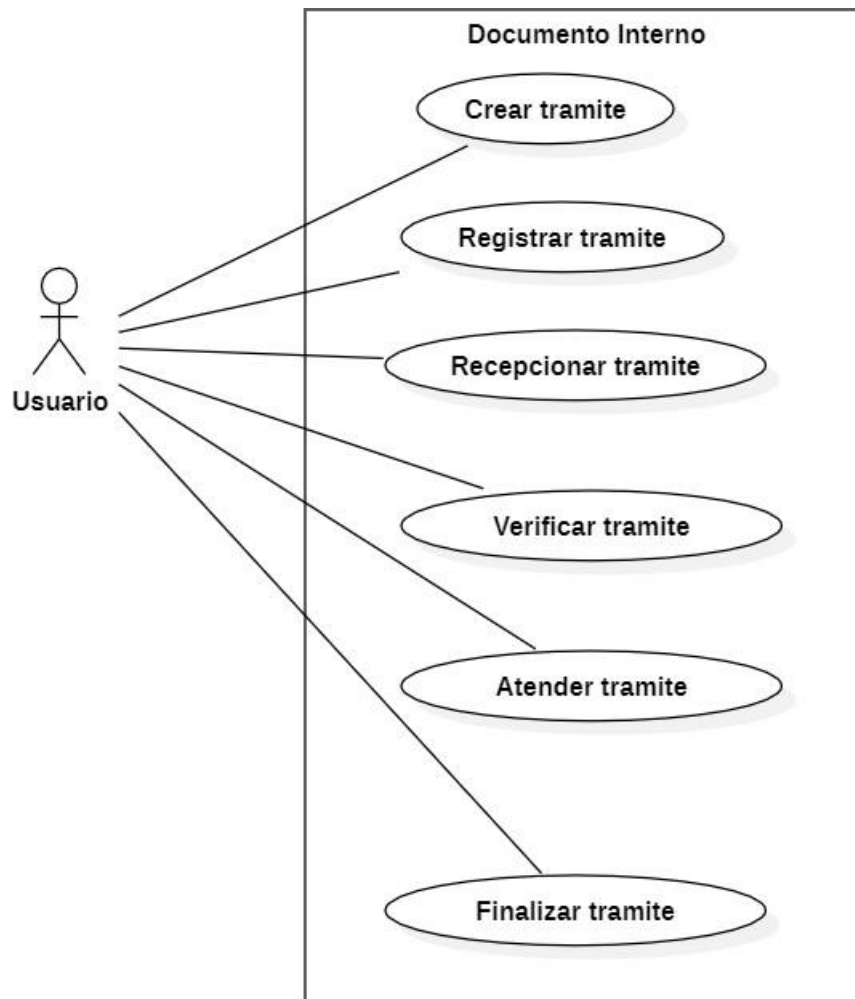 Documento Interno
Crear tramite
Registrar tramite
Recepcionar tramite
Usuario
Verificar tramite
Atender tramite
Finalizar tramite